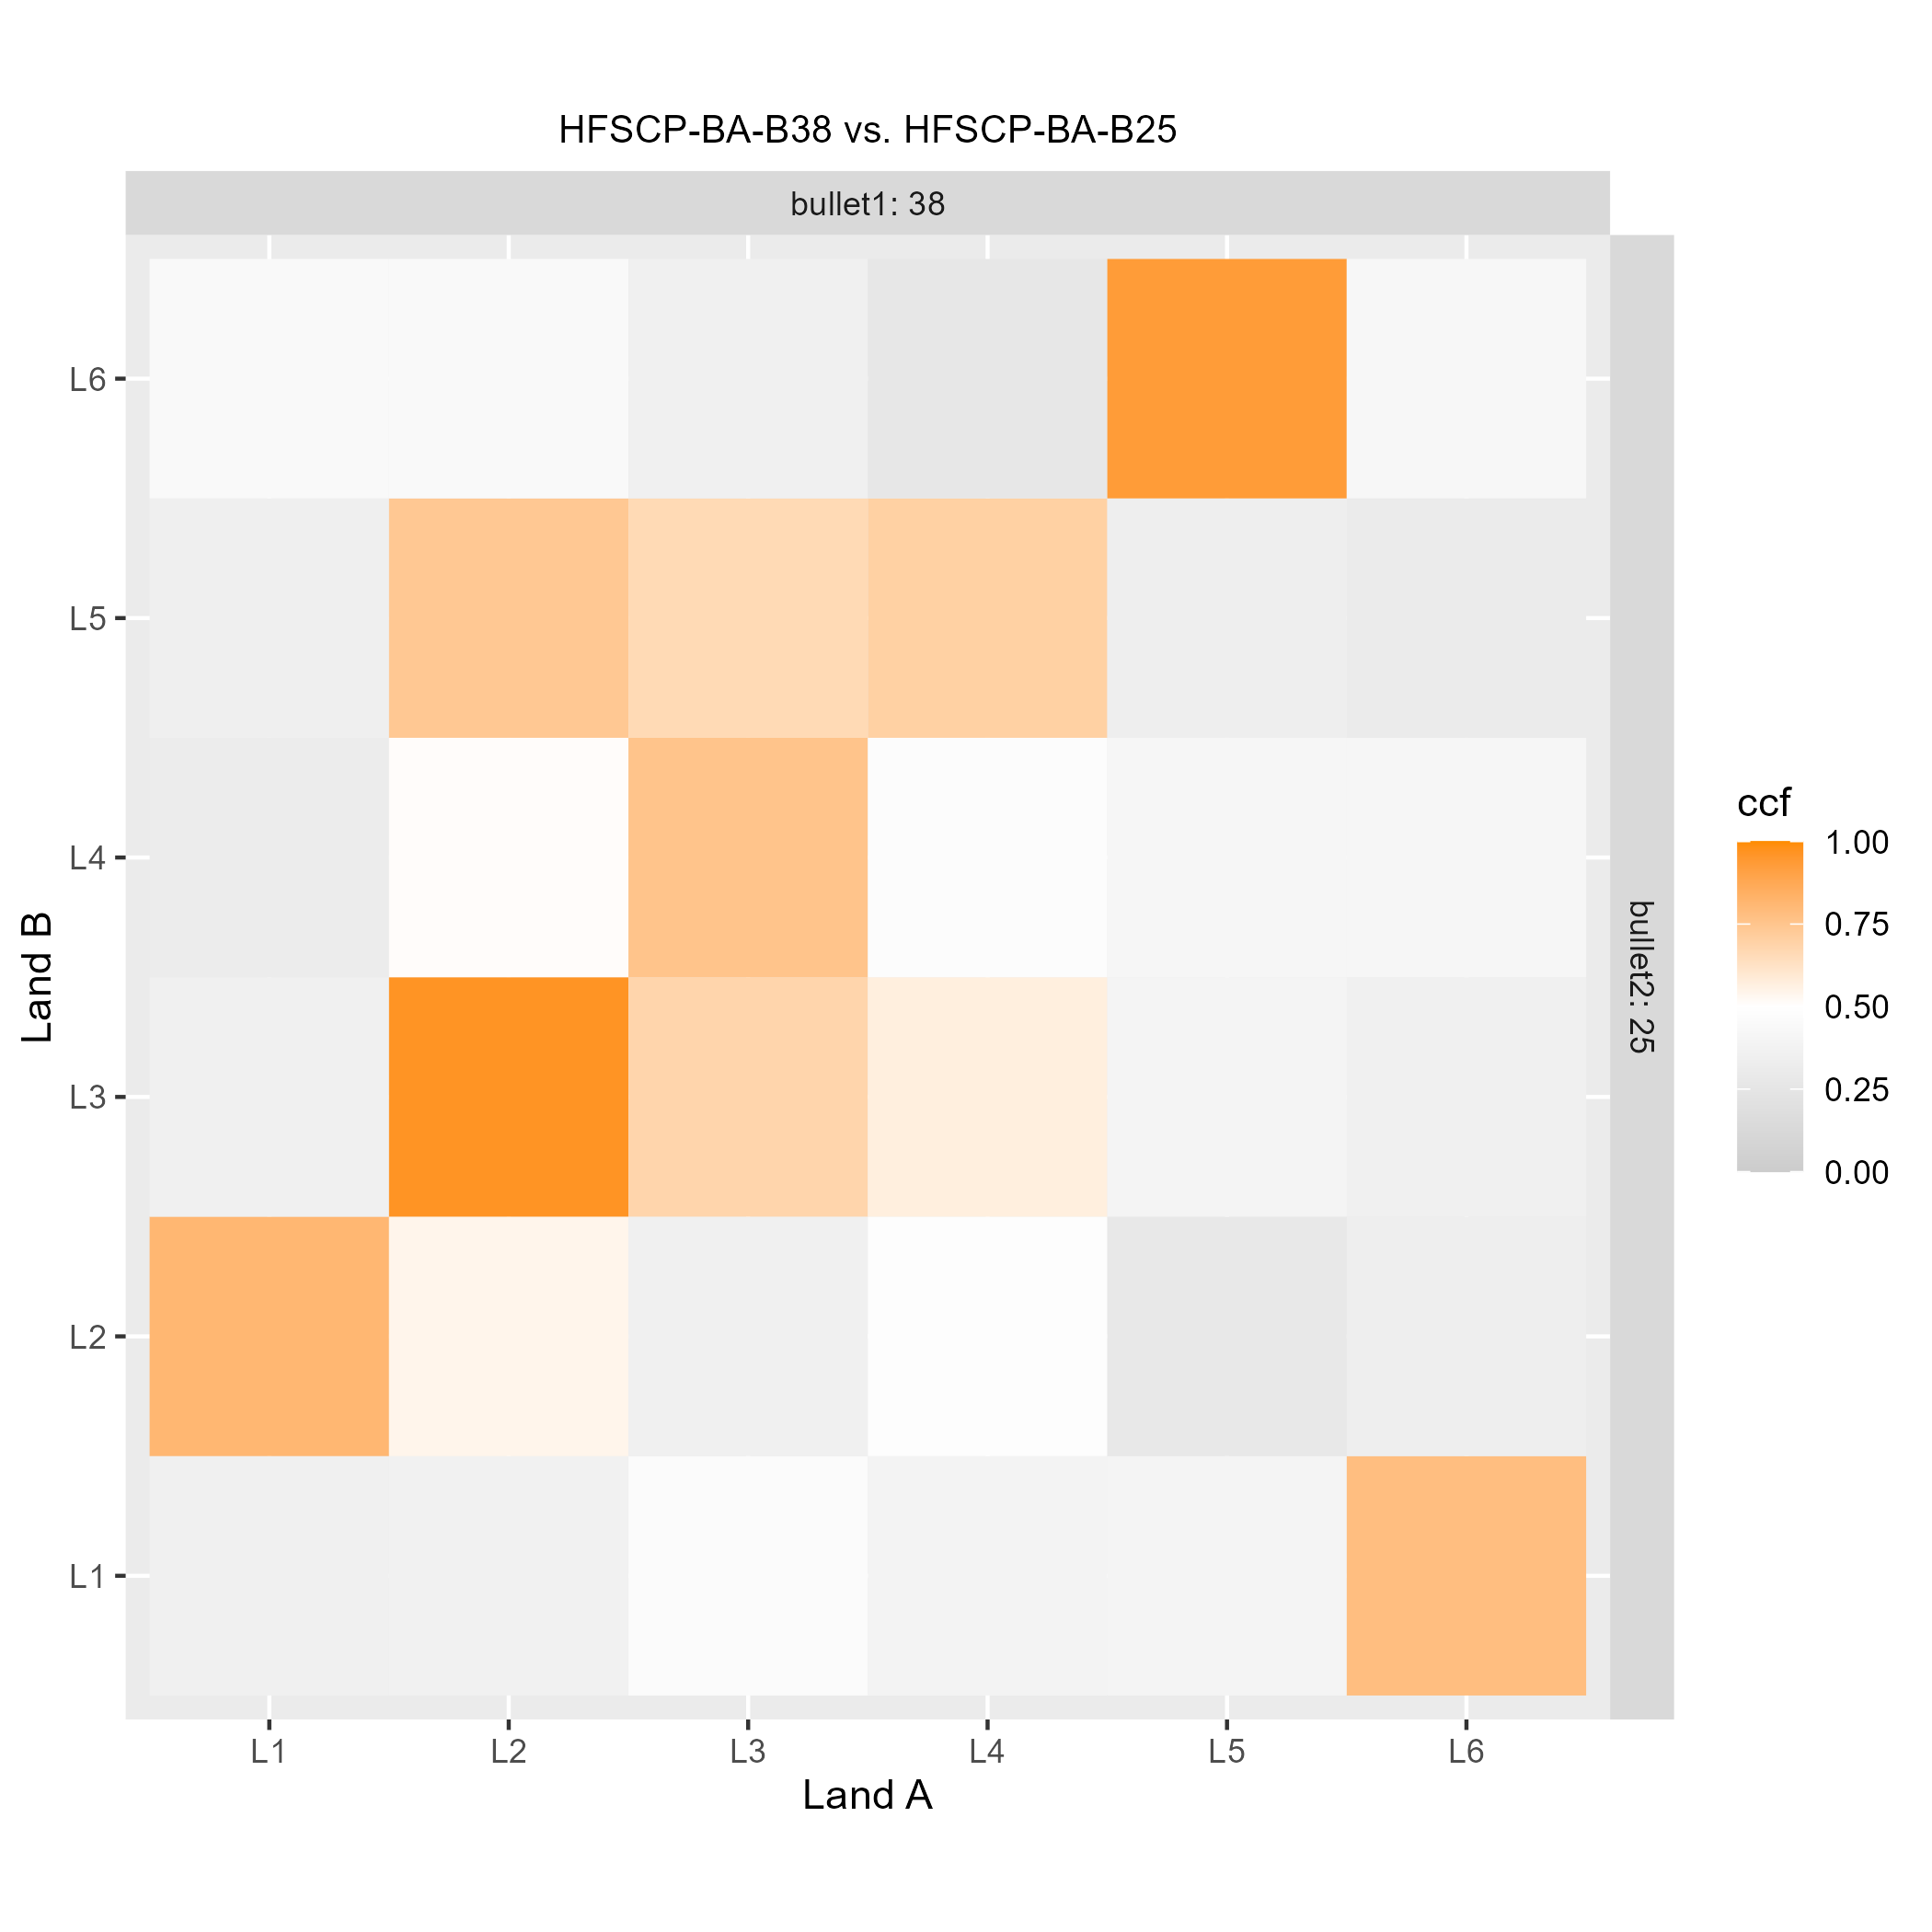 HFSCP-BA-B38 vs. HFSCP-BA-B25
bullet1: 38
L6
L5
L4
L3
L2
L1
Land B
bullet2: 25
ccf
1.00
0.75
0.50
0.25
0.00
L1 L2 L3 L4 L5 L6
Land A